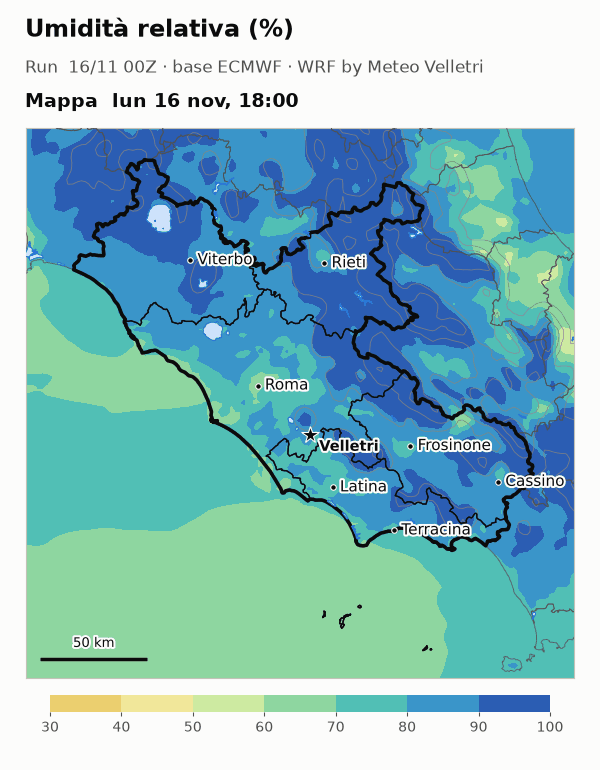 Umidità relativa (%)
Run  16/11 00Z · base ECMWF · WRF by Meteo Velletri
Mappa  lun 16 nov, 18:00
Viterbo
Rieti
Roma
Velletri
Frosinone
Latina
Cassino
Terracina
50 km
30 40 50 60 70 80 90 100